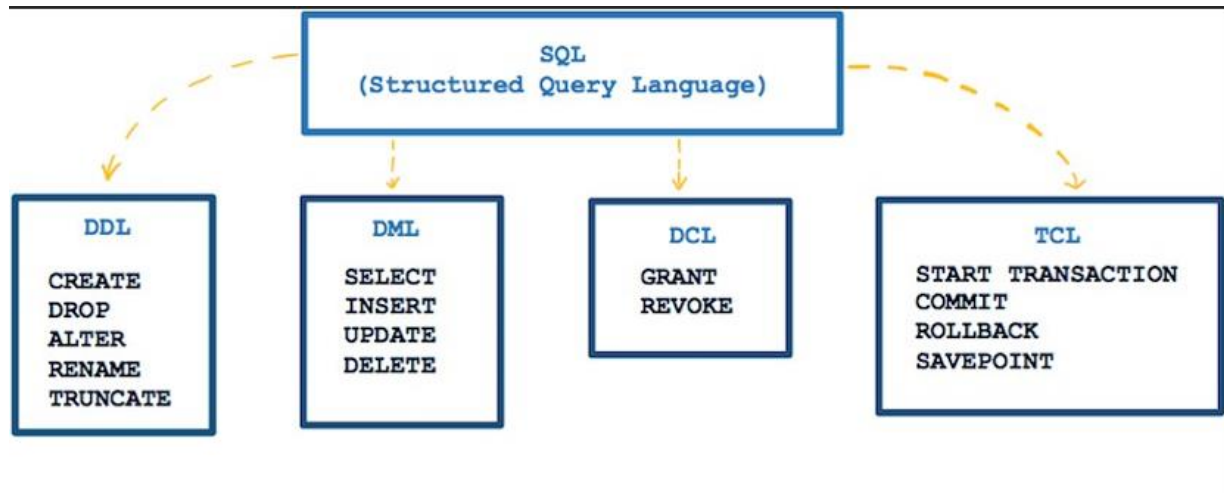 SQL
(Structured Query Language)
DDL
CREATE
DROP
ALTER
RENAME
TRUNCATE
DML
SELECT
INSERT
UPDATE
DELETE
DCL
GRANT
REVOKE
TCL
START TRANSACTION
COMMIT
ROLLBACK
SAVEPOINT